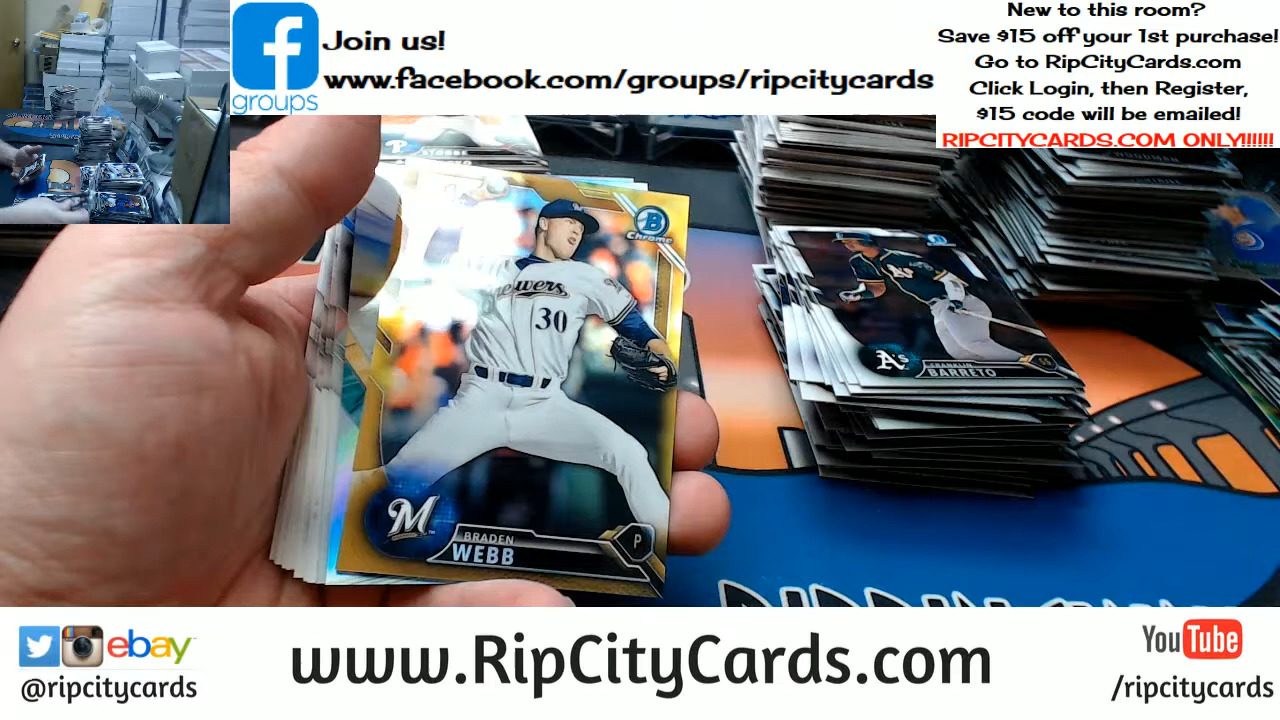 groups
Join us!
www.facebook.com/groups/ripcitycards
New to this room?
Save $15 off your 1st purchase!
Go to RipCityCards.com
Click Login, then Register,
$15 code will be emailed!
RIPCITYCARDS.COM ONLY!!!!!!
B
Chrome
Brewers
30
M
BRADEN
WEBB
P
A's
FRANKLIN
BARRETO
SS
ebay
@ripcitycards
www.RipCityCards.com
YouTube
/ripcitycards